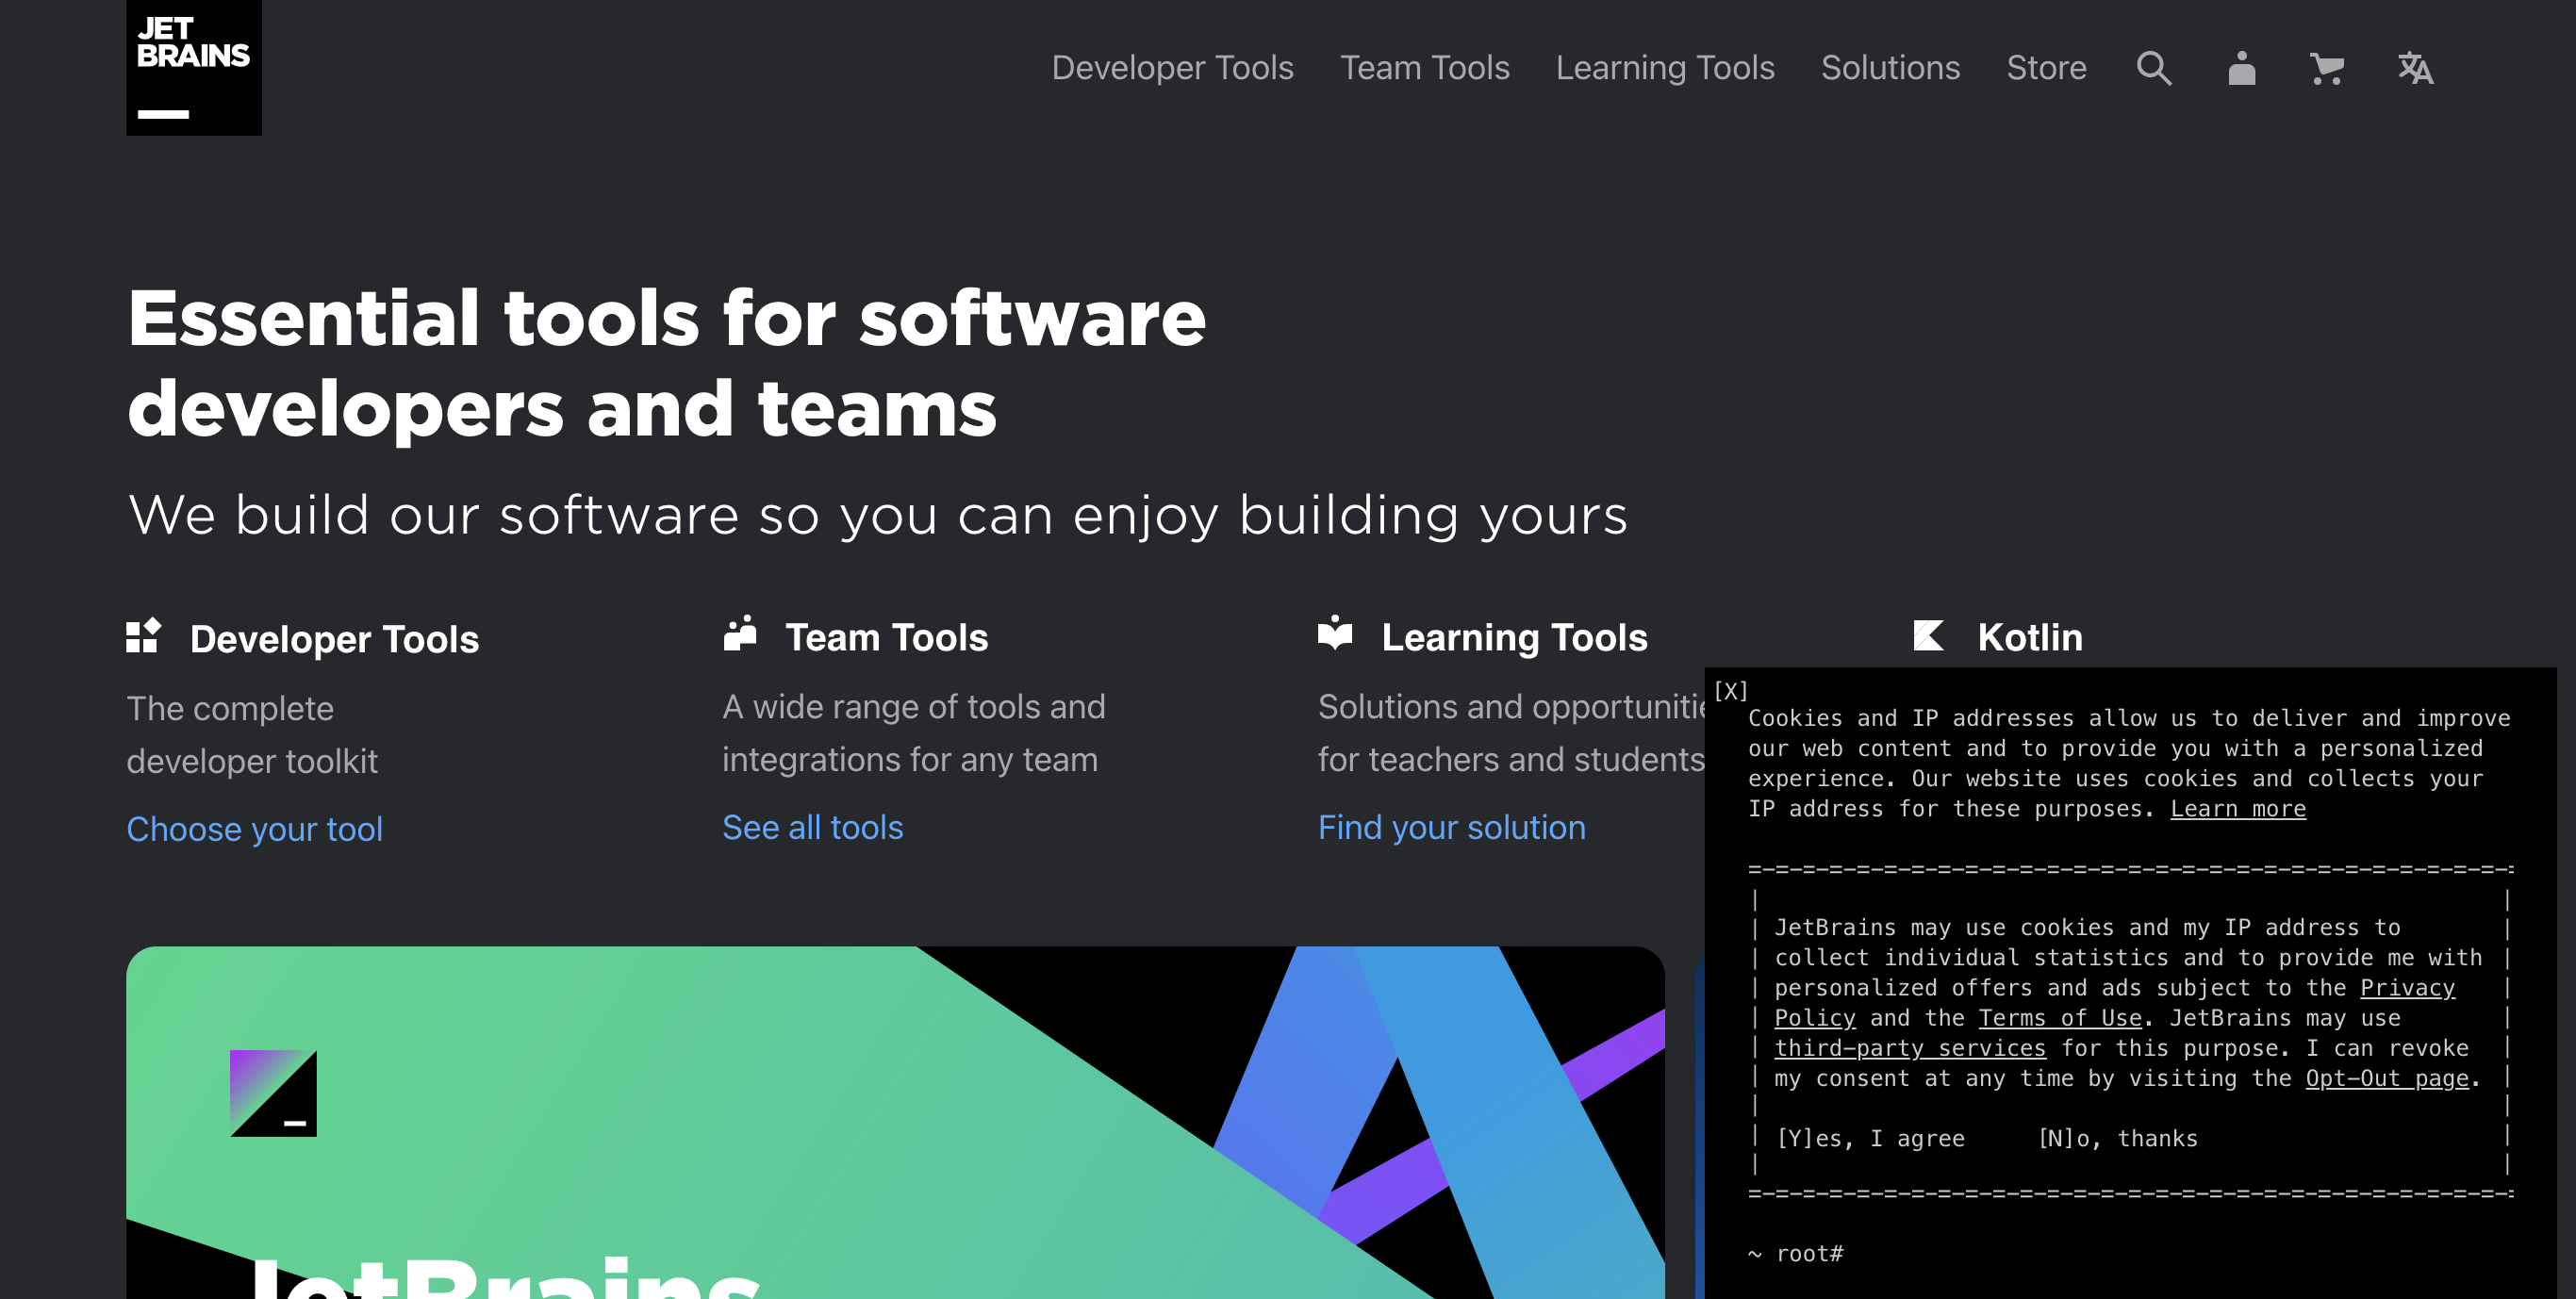 JET
BRAINS
Developer Tools Team Tools Learning Tools Solutions Store
Essential tools for software
developers and teams
We build our software so you can enjoy building yours
Developer Tools
The complete
developer toolkit
Choose your tool
Team Tools
A wide range of tools and
integrations for any team
See all tools
Learning Tools
Solutions and opportunitie
for teachers and students
Find your solution
Kotlin
[X]
Cookies and IP addresses allow us to deliver and improve
our web content and to provide you with a personalized
experience. Our website uses cookies and collects your
IP address for these purposes. Learn more
JetBrains may use cookies and my IP address to
collect individual statistics and to provide me with
personalized offers and ads subject to the Privacy
Policy and the Terms of Use. JetBrains may use
third-party services for this purpose. I can revoke
my consent at any time by visiting the Opt-Out page.
[Y]es, I agree [N]o, thanks
~ root#
JetBrains